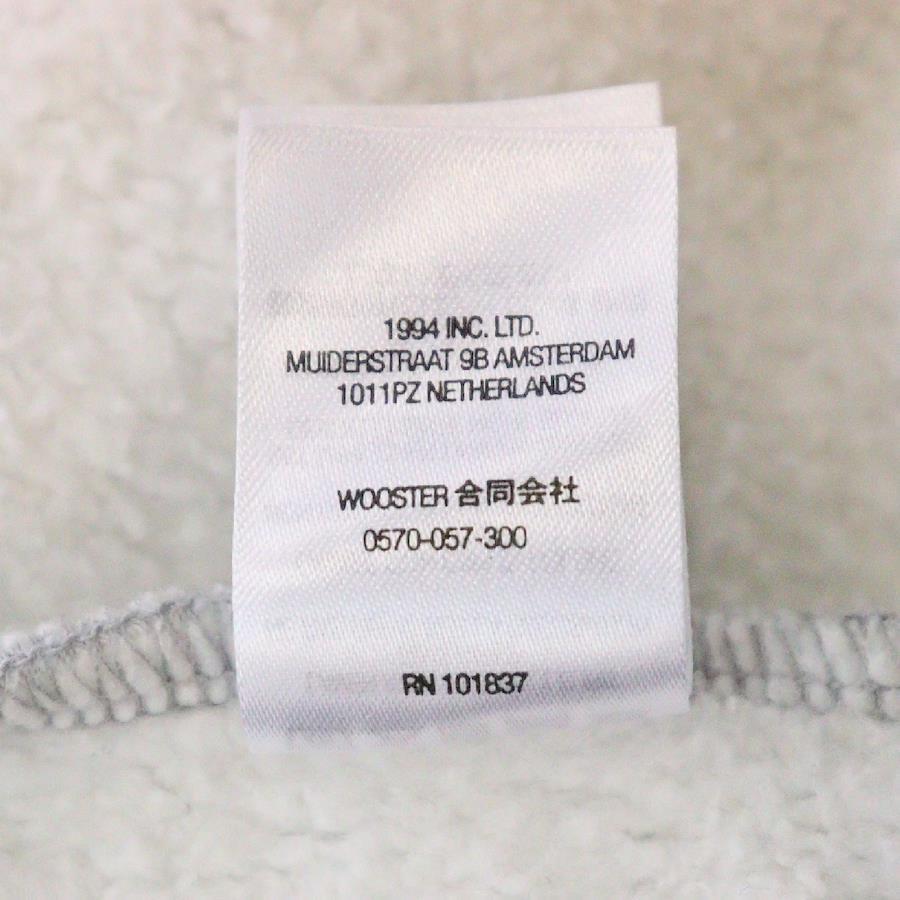 1994 INC. LTD.
MUIDERSTRAAT 9B AMSTERDAM
1011PZ NETHERLANDS
WOOSTER 合同会社
0570-057-300
RN 101837